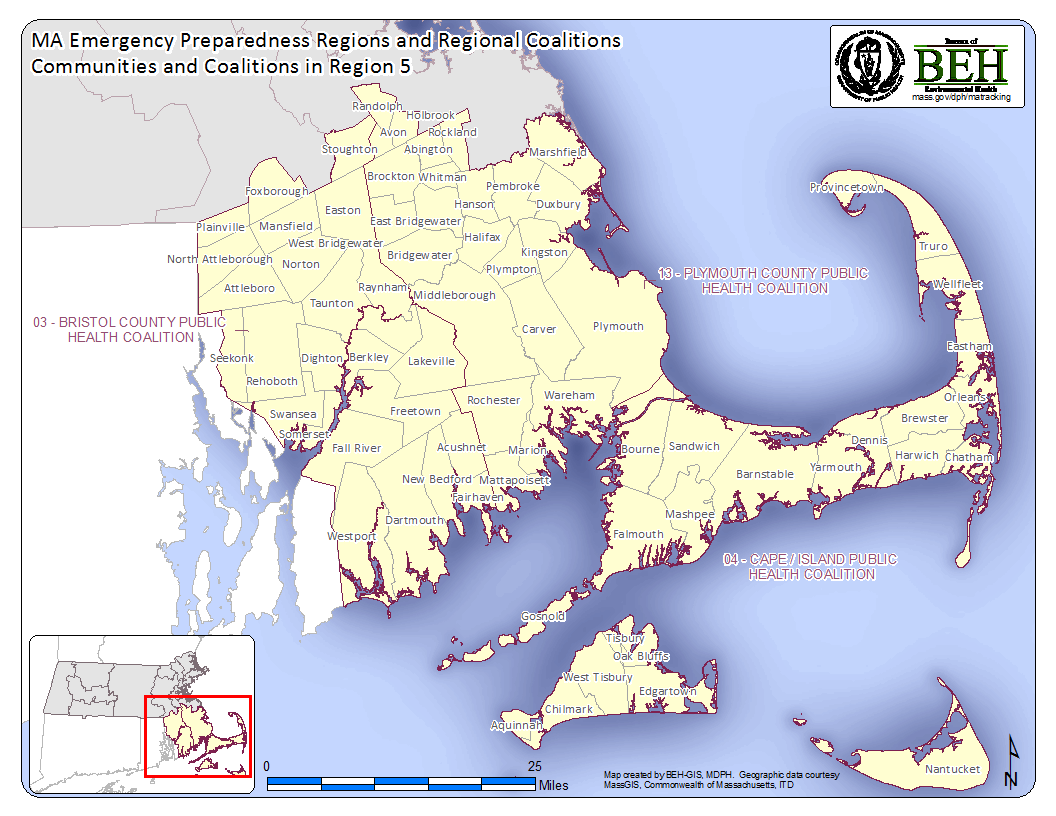 MA Emergency Preparedness Regions and Regional Coalitions
Communities and Coalitions in Region 5
Bureau of
BEH
Environmental Health
mass.gov/dph/matracking
Randolph
Holbrook
Avon
Rockland
Stoughton
Abington
Marshfield
Brockton
Whitman
Foxborough
Pembroke
Provincetown
Hanson
Duxbury
Easton
East Bridgewater
Plainville
Mansfield
Halifax
West Bridgewater
Truro
Kingston
Bridgewater
North Attleborough
Norton
Plympton
13 - PLYMOUTH COUNTY PUBLIC
HEALTH COALITION
Wellfleet
Attleboro
Raynham
Middleborough
Taunton
03 - BRISTOL COUNTY PUBLIC
HEALTH COALITION
Carver
Plymouth
Eastham
Seekonk
Dighton
Berkley
Lakeville
Rehoboth
Rochester
Wareham
Orleans
Swansea
Freetown
Brewster
Somerset
Fall River
Acushnet
Marion
Bourne
Sandwich
Dennis
Harwich
Chatham
Yarmouth
Barnstable
New Bedford
Mattapoisett
Fairhaven
Dartmouth
Mashpee
Westport
Falmouth
04 - CAPE / ISLAND PUBLIC
HEALTH COALITION
Gosnold
Tisbury
Oak Bluffs
West Tisbury
Edgartown
Chilmark
Aquinnah
Nantucket
0
25
Miles
Map created by BEH-GIS, MDPH. Geographic data courtesy
MassGIS, Commonwealth of Massachusetts, ITD
N